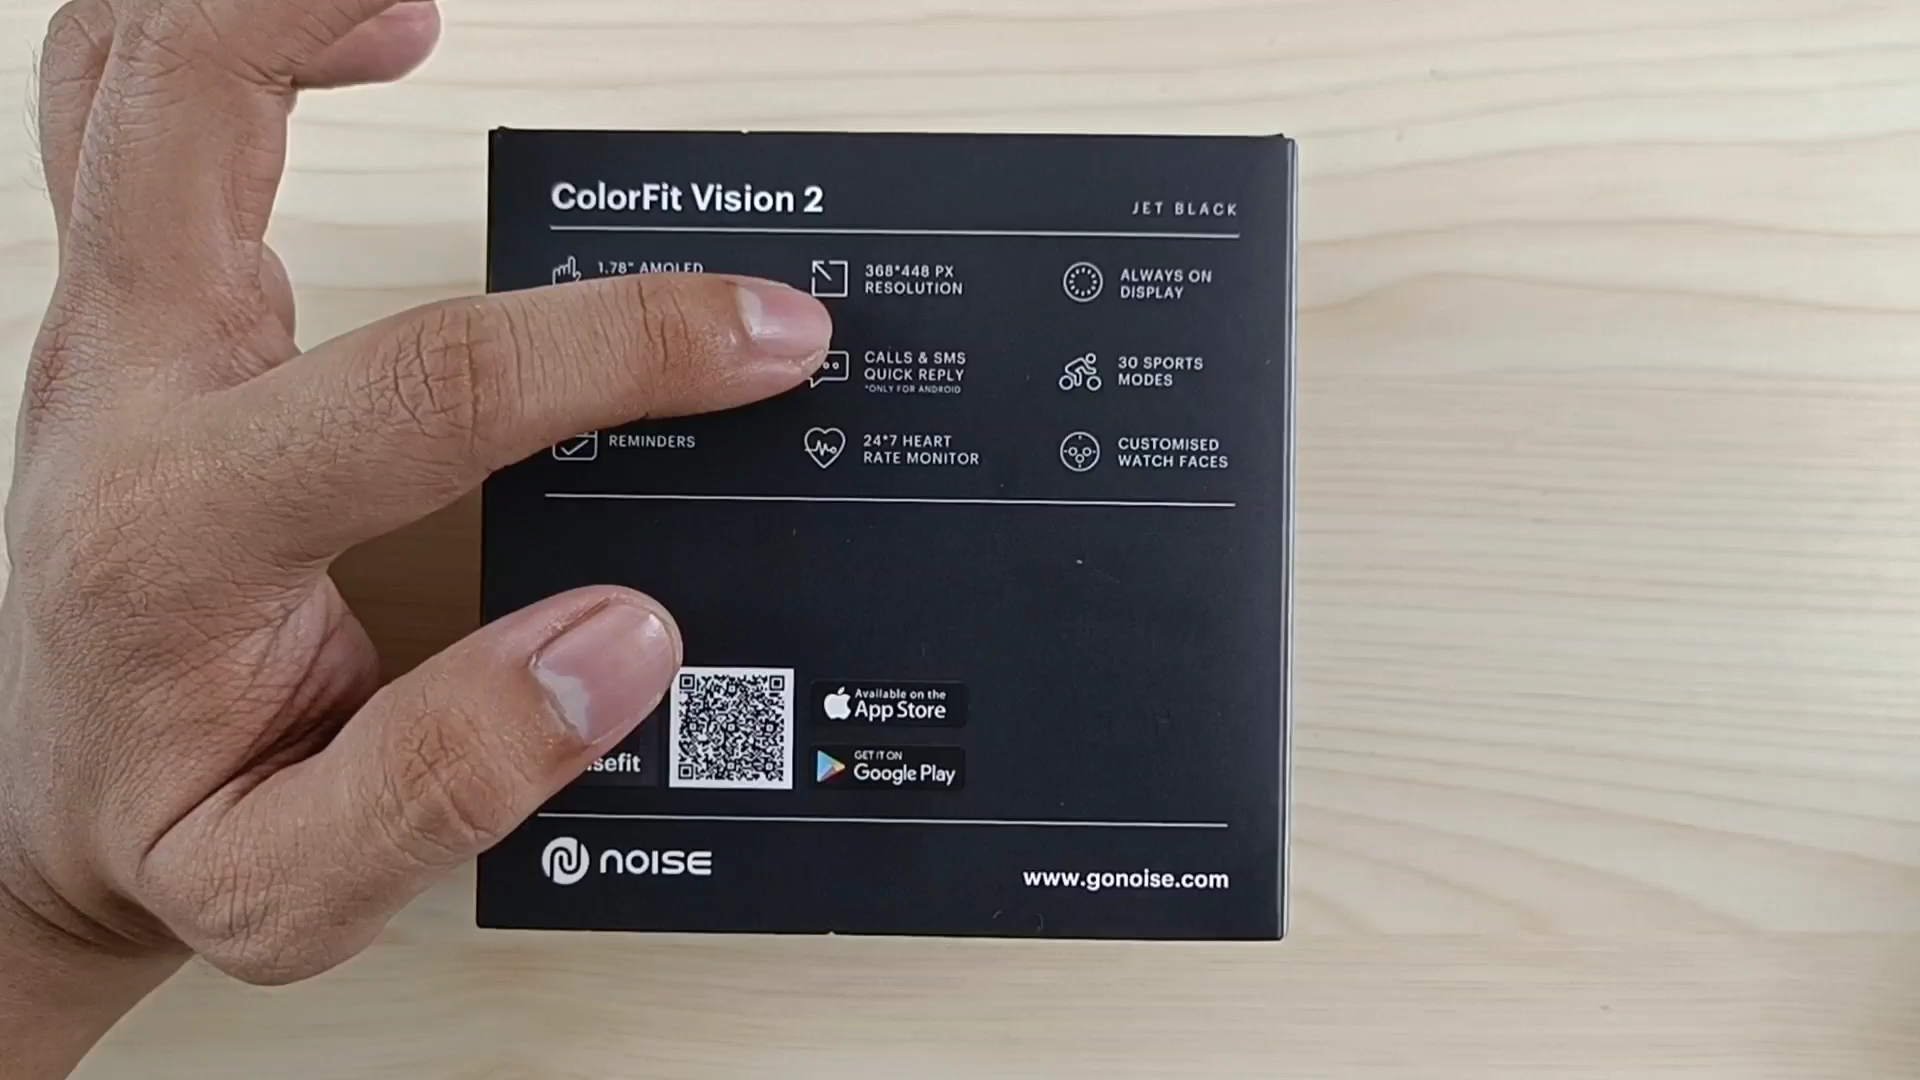 ColorFit Vision 2
JET BLACK
1.78" AMOLED
368*448 PX
RESOLUTION
ALWAYS ON
DISPLAY
CALLS & SMS
QUICK REPLY
*ONLY FOR ANDROID
30 SPORTS
MODES
REMINDERS
24*7 HEART
RATE MONITOR
CUSTOMISED
WATCH FACES
Available on the
App Store
GET IT ON
Google Play
NOISE
www.gonoise.com